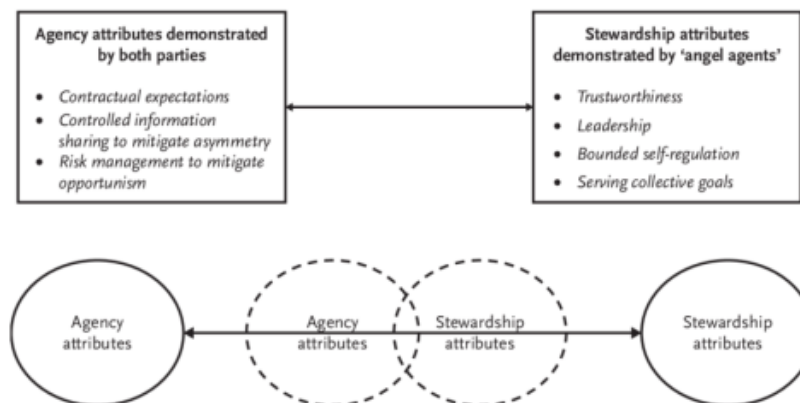 Agency attributes demonstrated
by both parties
• Contractual expectations
• Controlled information
sharing to mitigate asymmetry
• Risk management to mitigate
opportunism
Stewardship attributes
demonstrated by ‘angel agents’
• Trustworthiness
• Leadership
• Bounded self-regulation
• Serving collective goals
Agency
attributes
Agency
attributes
Stewardship
attributes
Stewardship
attributes